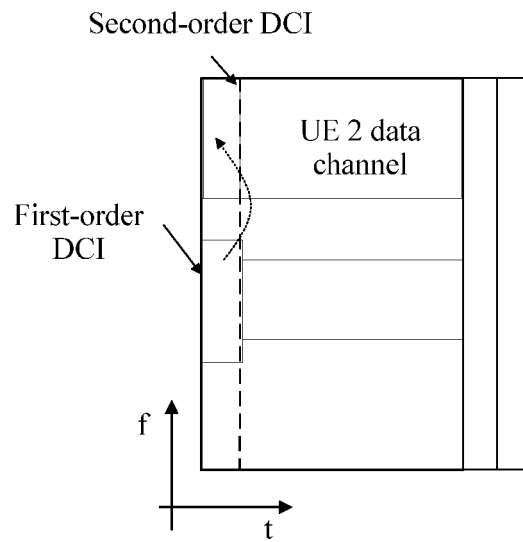 Second-order DCI
UE 2 data
channel
First-order
DCI
f
t